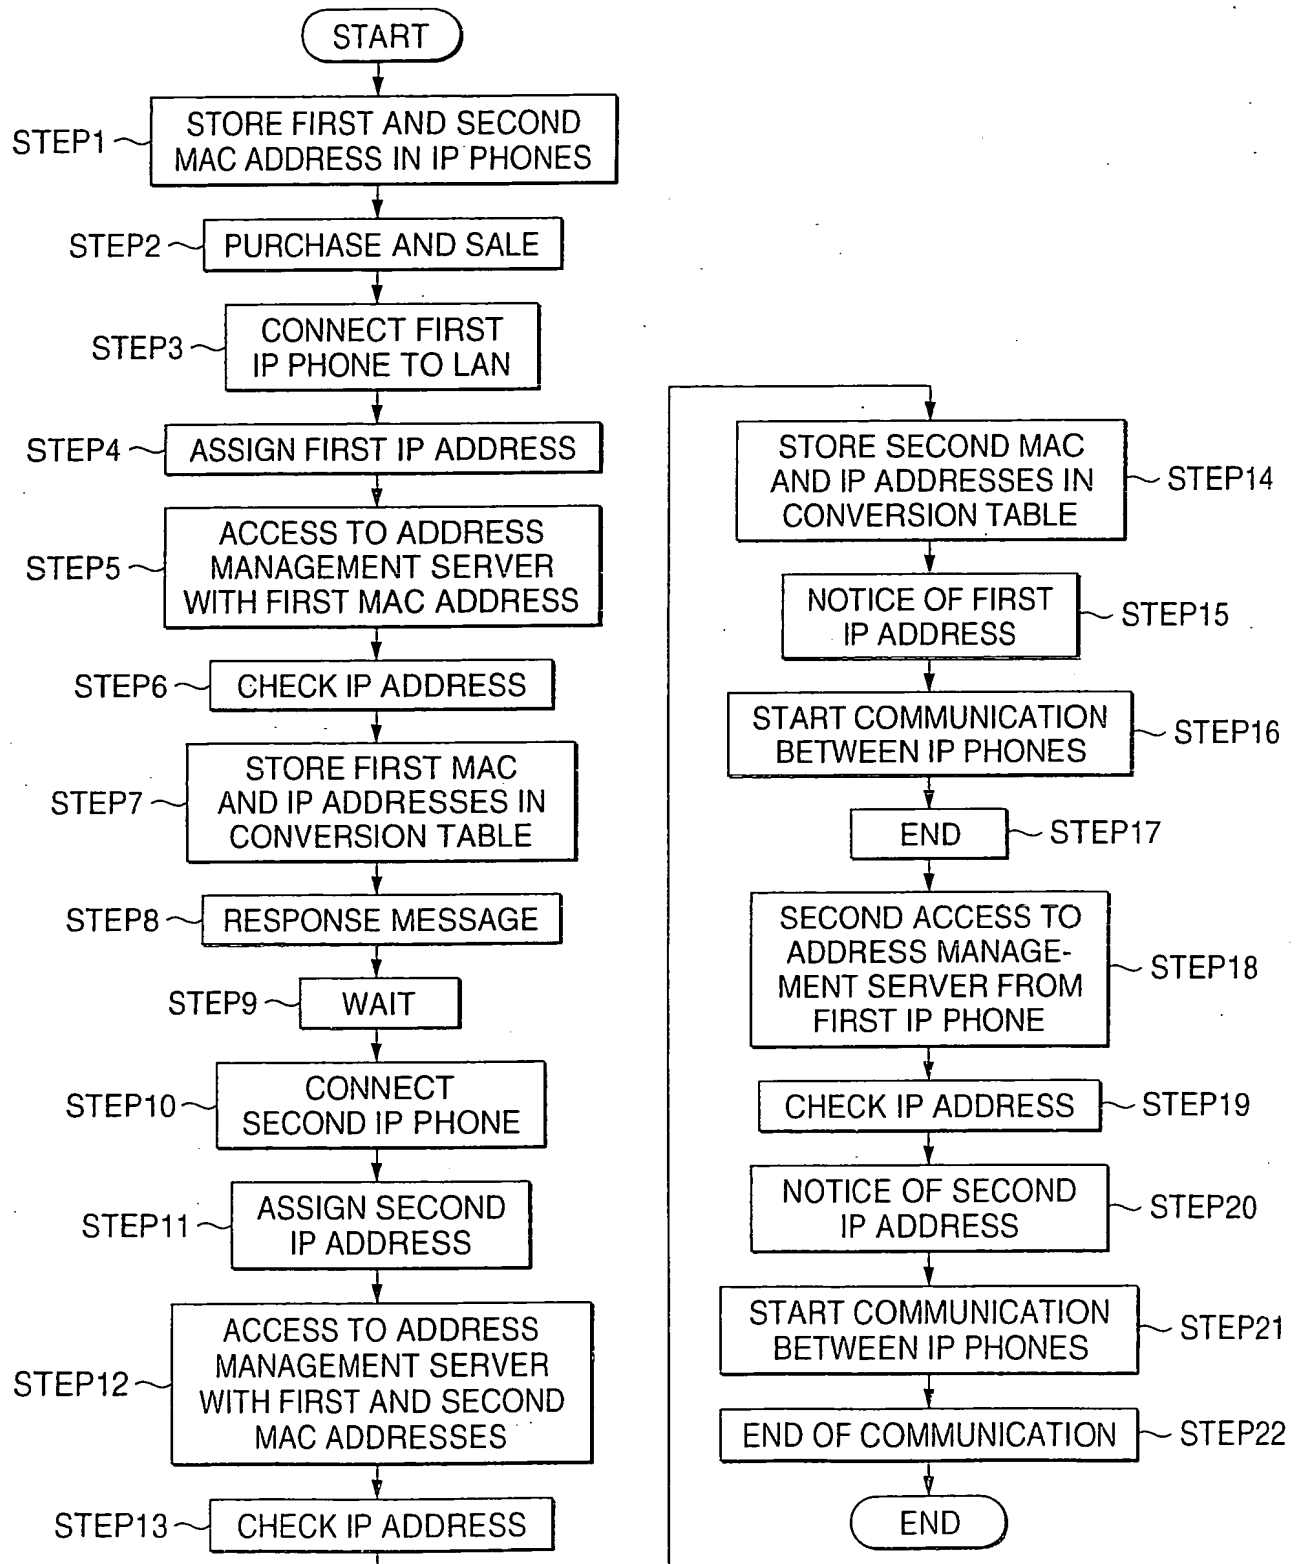 START
STEP1
STORE FIRST AND SECOND
MAC ADDRESS IN IP PHONES
STEP2
PURCHASE AND SALE
STEP3
CONNECT FIRST
IP PHONE TO LAN
STEP4
ASSIGN FIRST IP ADDRESS
STEP5
ACCESS TO ADDRESS
MANAGEMENT SERVER
WITH FIRST MAC ADDRESS
STEP6
CHECK IP ADDRESS
STEP7
STORE FIRST MAC
AND IP ADDRESSES IN
CONVERSION TABLE
STEP8
RESPONSE MESSAGE
STEP9
WAIT
STEP10
CONNECT
SECOND IP PHONE
STEP11
ASSIGN SECOND
IP ADDRESS
STEP12
ACCESS TO ADDRESS
MANAGEMENT SERVER
WITH FIRST AND SECOND
MAC ADDRESSES
STEP13
CHECK IP ADDRESS
STORE SECOND MAC
AND IP ADDRESSES IN
CONVERSION TABLE
STEP14
NOTICE OF FIRST
IP ADDRESS
STEP15
START COMMUNICATION
BETWEEN IP PHONES
STEP16
END
STEP17
SECOND ACCESS TO
ADDRESS MANAGE-
MENT SERVER FROM
FIRST IP PHONE
STEP18
CHECK IP ADDRESS
STEP19
NOTICE OF SECOND
IP ADDRESS
STEP20
START COMMUNICATION
BETWEEN IP PHONES
STEP21
END OF COMMUNICATION
STEP22
END